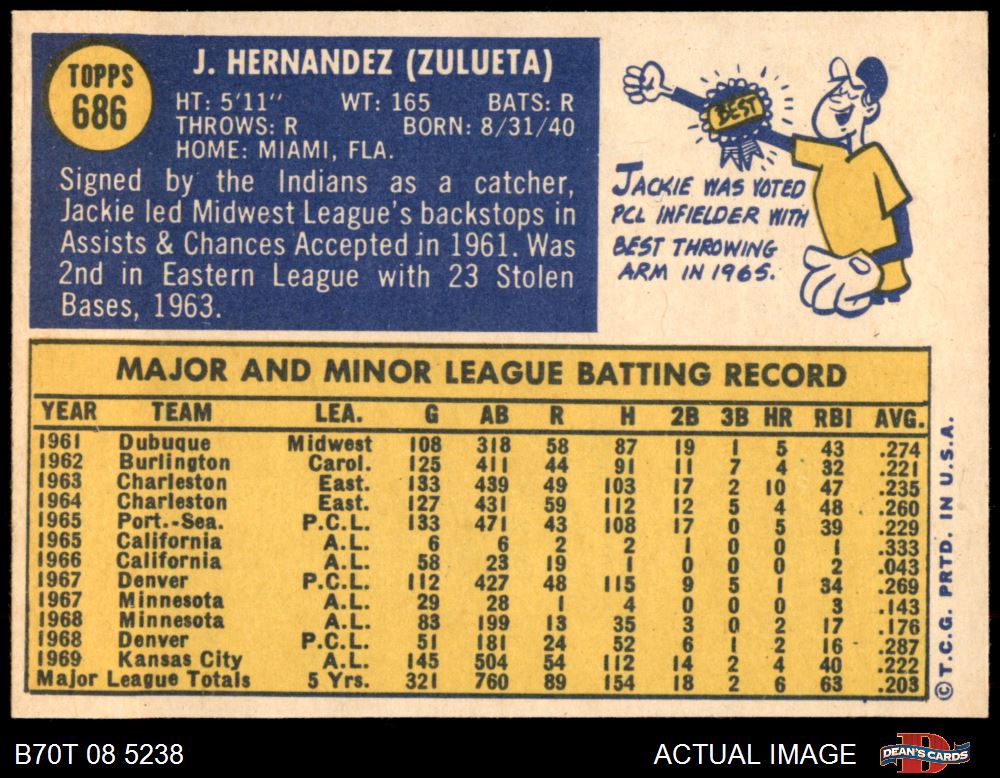 TOPPS
686
J. HERNANDEZ (ZULUETA)
HT: 5'11" WT: 165 BATS: R
THROWS: R BORN: 8/31/40
HOME: MIAMI, FLA.
Signed by the Indians as a catcher,
Jackie led Midwest League's backstops in
Assists & Chances Accepted in 1961. Was
2nd in Eastern League with 23 Stolen
Bases, 1963.
BEST
JACKIE WAS VOTED
PCL INFIELDER WITH
BEST THROWING
ARM IN 1965.
MAJOR AND MINOR LEAGUE BATTING RECORD
YEAR TEAM LEA. G AB R H 2B 3B HR RBI AVG.
1961 Dubuque Midwest 108 318 58 87 19 1 5 43 .274
1962 Burlington Carol. 125 411 44 91 11 7 4 32 .221
1963 Charleston East. 133 439 49 103 17 2 10 47 .235
1964 Charleston East. 127 431 59 112 12 5 4 48 .260
1965 Port.-Sea. P.C.L. 133 471 43 108 17 0 5 39 .229
1965 California A.L. 6 6 2 2 1 0 0 1 .333
1966 California A.L. 58 23 19 1 0 0 0 2 .043
1967 Denver P.C.L. 112 427 48 115 9 5 1 34 .269
1967 Minnesota A.L. 29 28 1 4 0 0 0 3 .143
1968 Minnesota A.L. 83 199 13 35 3 0 2 17 .176
1968 Denver P.C.L. 51 181 24 52 6 1 2 16 .287
1969 Kansas City A.L. 145 504 54 112 14 2 4 40 .222
Major League Totals 5 Yrs. 321 760 89 154 18 2 6 63 .203
© T.C.G. PRTD. IN U.S.A.
B70T 08 5238
ACTUAL IMAGE
DEAN'S CARDS